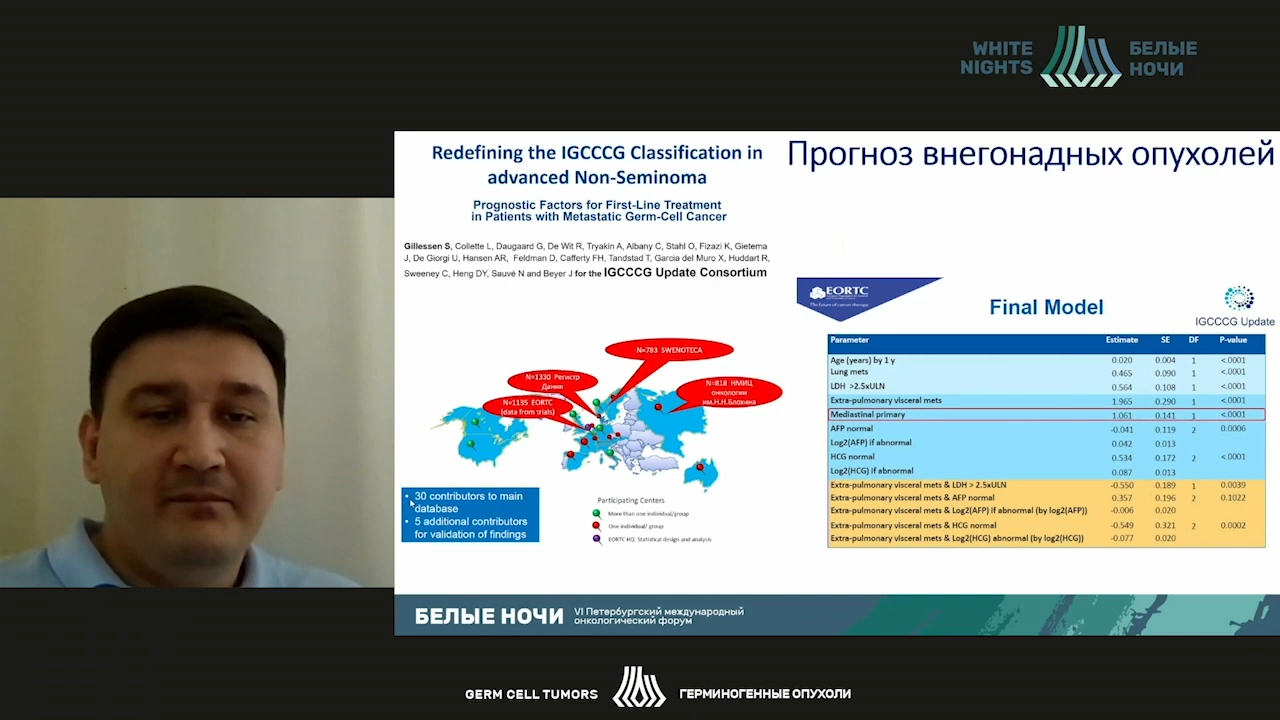 WHITE
NIGHTS
БЕЛЫЕ
НОЧИ
Redefining the IGCCCG Classification in
advanced Non-Seminoma
Prognostic Factors for First-Line Treatment
in Patients with Metastatic Germ-Cell Cancer
Gillessen S, Collette L, Daugaard G, De Wit R, Tryakin A, Albany C, Stahl O, Fizazi K, Gietema
J, De Giorgi U, Hansen AR, Feldman D, Cafferty FH, Tandstad T, Garcia del Muro X, Huddart R,
Sweeney C, Heng DY, Sauvé N and Beyer J for the IGCCCG Update Consortium
N=783 SWENOTECA
N=1330 Регистр
Дании
N=818 НМИЦ
онкологии
им.Н.Н.Блохина
N=1135 EORTC
(data from trials)
• 30 contributors to main
database
• 5 additional contributors
for validation of findings
Participating Centers
More than one individual/group
One individual/ group
EORTC HQ: Statistical design and analysis
Прогноз внегонадных опухолей
EORTC
The future of cancer therapy
Final Model
IGCCCG Update
Parameter Estimate SE DF P-value
Age (years) by 1 y 0.020 0.004 1 <.0001
Lung mets 0.465 0.090 1 <.0001
LDH >2.5xULN 0.564 0.108 1 <.0001
Extra-pulmonary visceral mets 1.965 0.290 1 <.0001
Mediastinal primary 1.061 0.141 1 <.0001
AFP normal -0.041 0.119 2 0.0006
Log2(AFP) if abnormal 0.042 0.013
HCG normal 0.534 0.172 2 <.0001
Log2(HCG) if abnormal 0.087 0.013
Extra-pulmonary visceral mets & LDH > 2.5xULN -0.550 0.189 1 0.0039
Extra-pulmonary visceral mets & AFP normal 0.357 0.196 2 0.1022
Extra-pulmonary visceral mets & Log2(AFP) if abnormal (by log2(AFP)) -0.006 0.020
Extra-pulmonary visceral mets & HCG normal -0.549 0.321 2 0.0002
Extra-pulmonary visceral mets & Log2(HCG) abnormal (by log2(HCG)) -0.077 0.020
БЕЛЫЕ НОЧИ
VI Петербургский международный
онкологический форум
GERM CELL TUMORS
ГЕРМИНОГЕННЫЕ ОПУХОЛИ